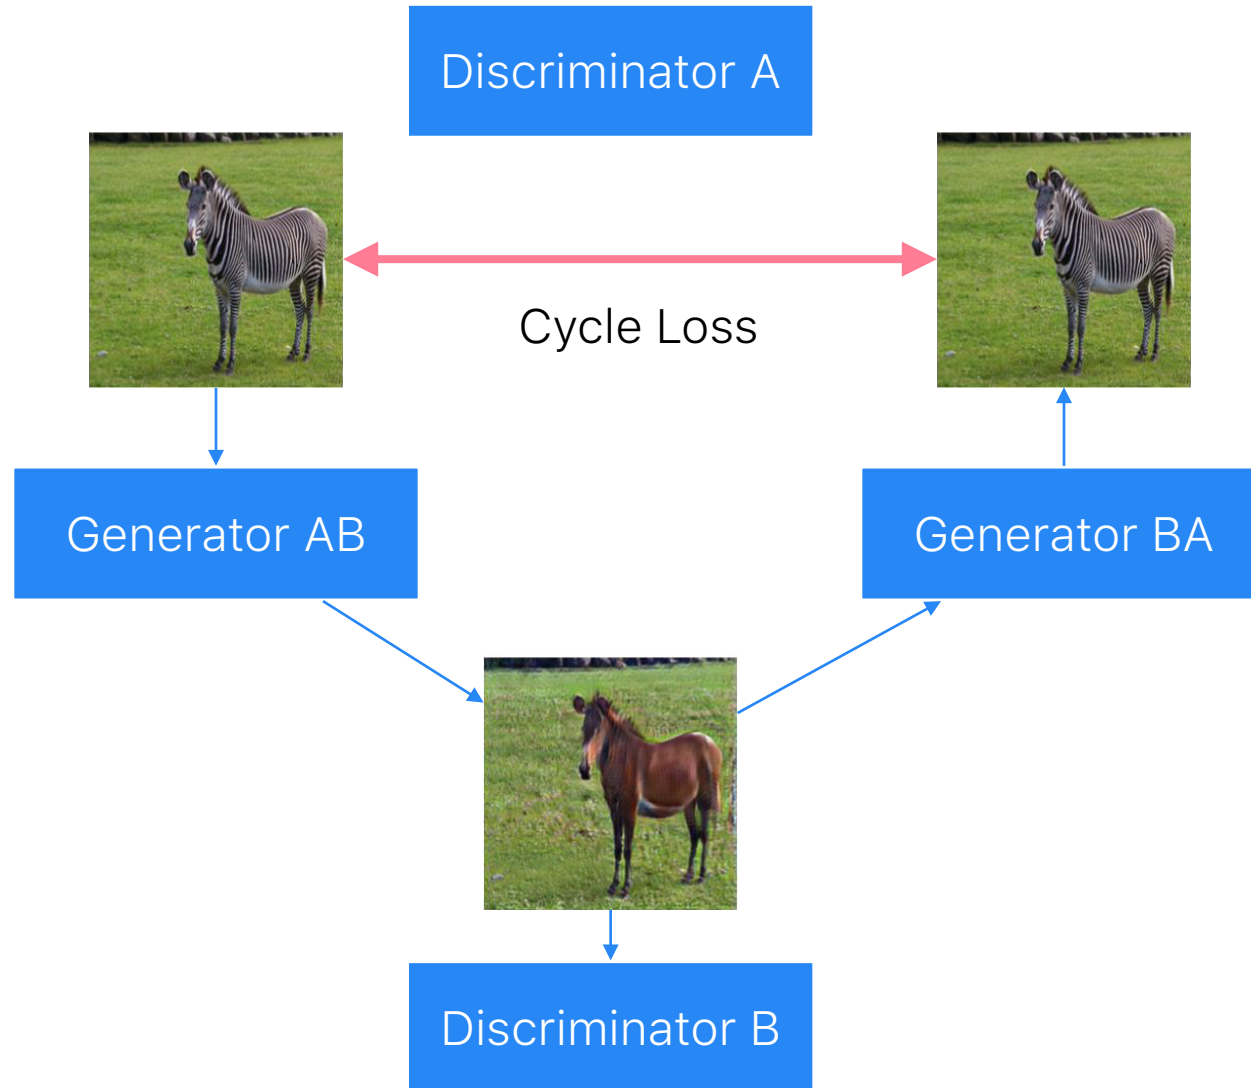 Discriminator A
Cycle Loss
Generator AB
Generator BA
Discriminator B